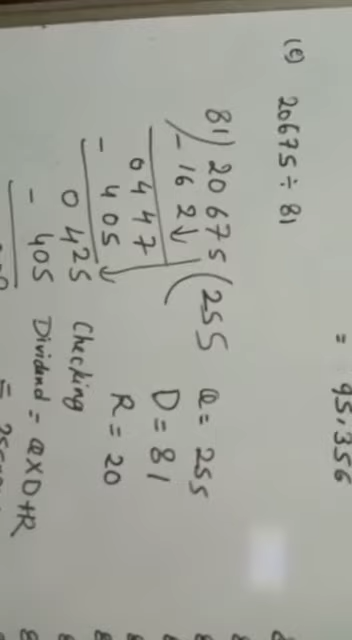 = 95,356
(e) 20675 ÷ 81
81) 20675 (255 Q = 255
- 162↓ D = 81
0447 R = 20
- 405↓
0425 Checking
- 405 Dividend = Q×D+R